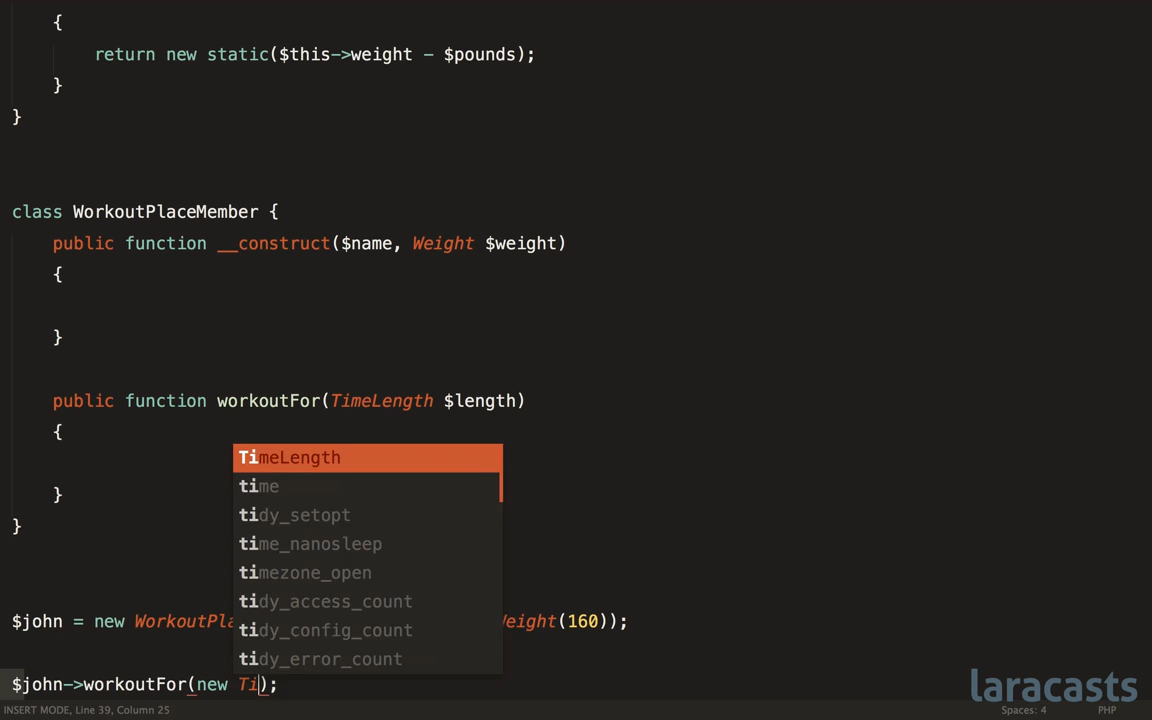 {
return new static($this->weight - $pounds);
}
}
class WorkoutPlaceMember {
public function __construct($name, Weight $weight)
{
}
public function workoutFor(TimeLength $length)
{
TimeLength
time
}
tidy_setopt
}
time_nanosleep
timezone_open
tidy_access_count
$john = new WorkoutPla eight(160));
tidy_config_count
tidy_error_count
$john->workoutFor(new Ti);
laracasts
INSERT MODE, Line 39, Column 25 Spaces: 4 PHP